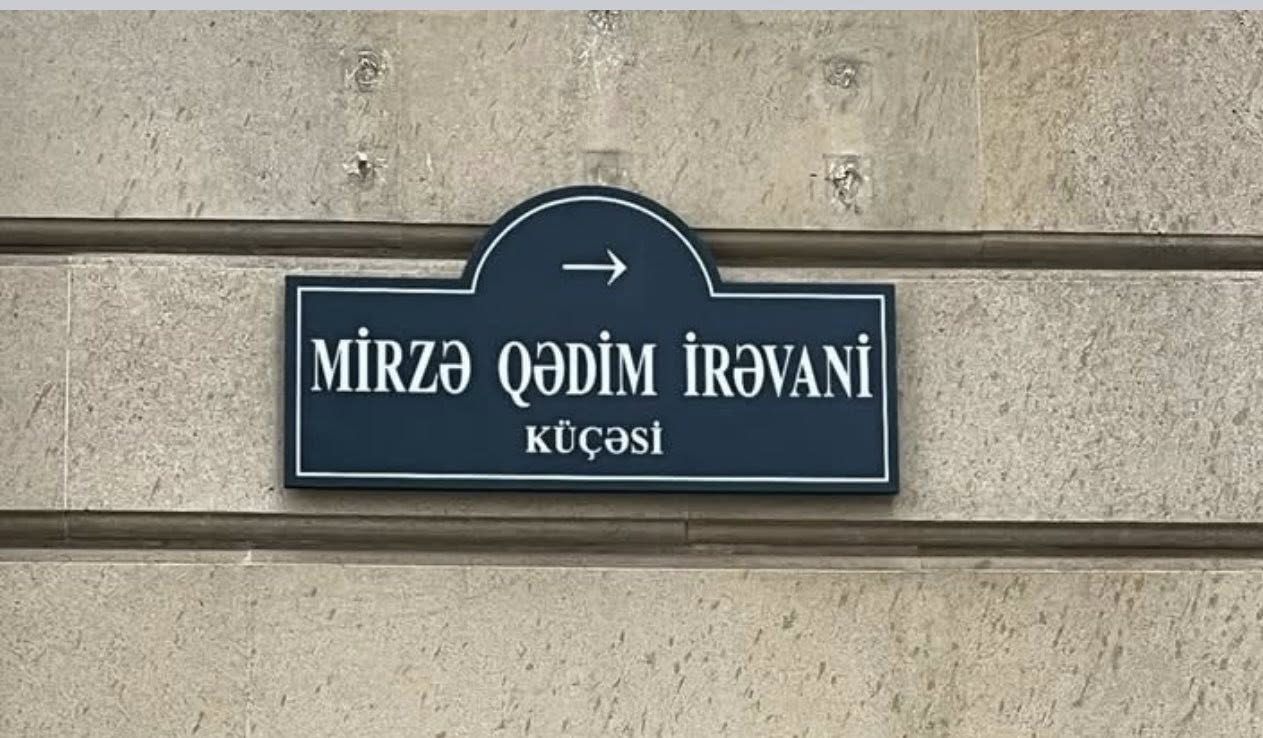 →
MİRZƏ QƏDİM İRƏVANİ
KÜÇƏSİ